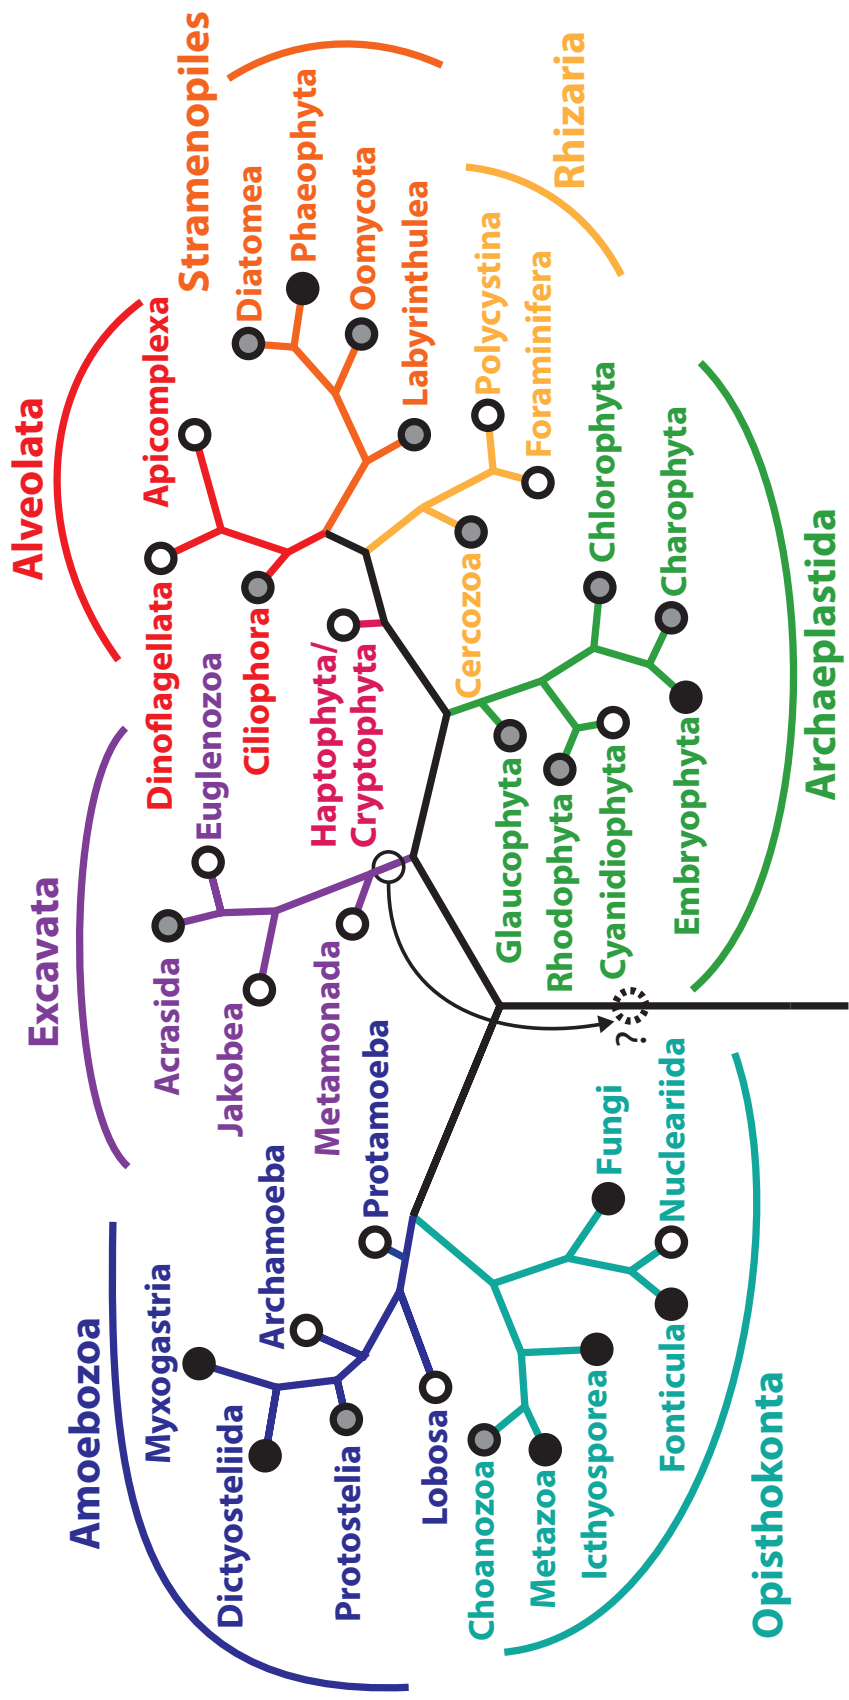 Amoebozoa
Myxogastria
Dictyosteliida
Archamoeba
Protostelia
Protamoeba
Lobosa
Excavata
Acrasida
Euglenozoa
Jakobea
Metamonada
Alveolata
Apicomplexa
Dinoflagellata
Ciliophora
Haptophyta/
Cryptophyta
Stramenopiles
Diatomea
Phaeophyta
Oomycota
Labyrinthulea
Rhizaria
Polycystina
Foraminifera
Cercozoa
Archaeplastida
Chlorophyta
Charophyta
Glaucophyta
Rhodophyta
Cyanidiophyta
Embryophyta
?
Opisthokonta
Fungi
Nucleariida
Fonticula
Icthyosporea
Metazoa
Choanozoa